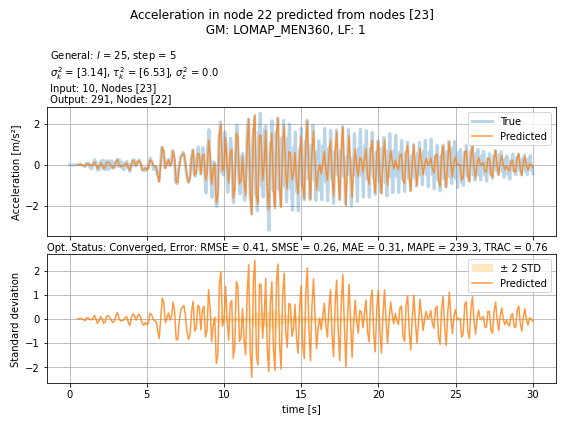 Acceleration in node 22 predicted from nodes [23]
GM: LOMAP_MEN360, LF: 1
General: l = 25, step = 5
σ²ₖ = [3.14], τ²ₖ = [6.53], σ²ε = 0.0
Input: 10, Nodes [23]
Output: 291, Nodes [22]
Acceleration [m/s²]
2
0
−2
True
Predicted
Opt. Status: Converged, Error: RMSE = 0.41, SMSE = 0.26, MAE = 0.31, MAPE = 239.3, TRAC = 0.76
Standard deviation
2
1
0
−1
−2
± 2 STD
Predicted
0 5 10 15 20 25 30
time [s]